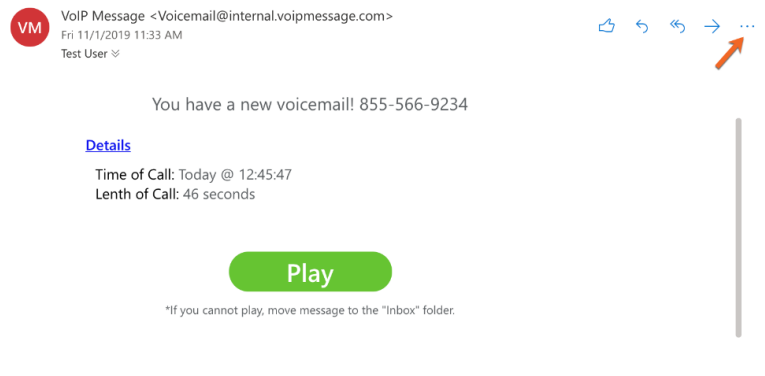 VM
VoIP Message <Voicemail@internal.voipmessage.com>
Fri 11/1/2019 11:33 AM
Test User
You have a new voicemail! 855-566-9234
Details
Time of Call: Today @ 12:45:47
Lenth of Call: 46 seconds
Play
*If you cannot play, move message to the "Inbox" folder.